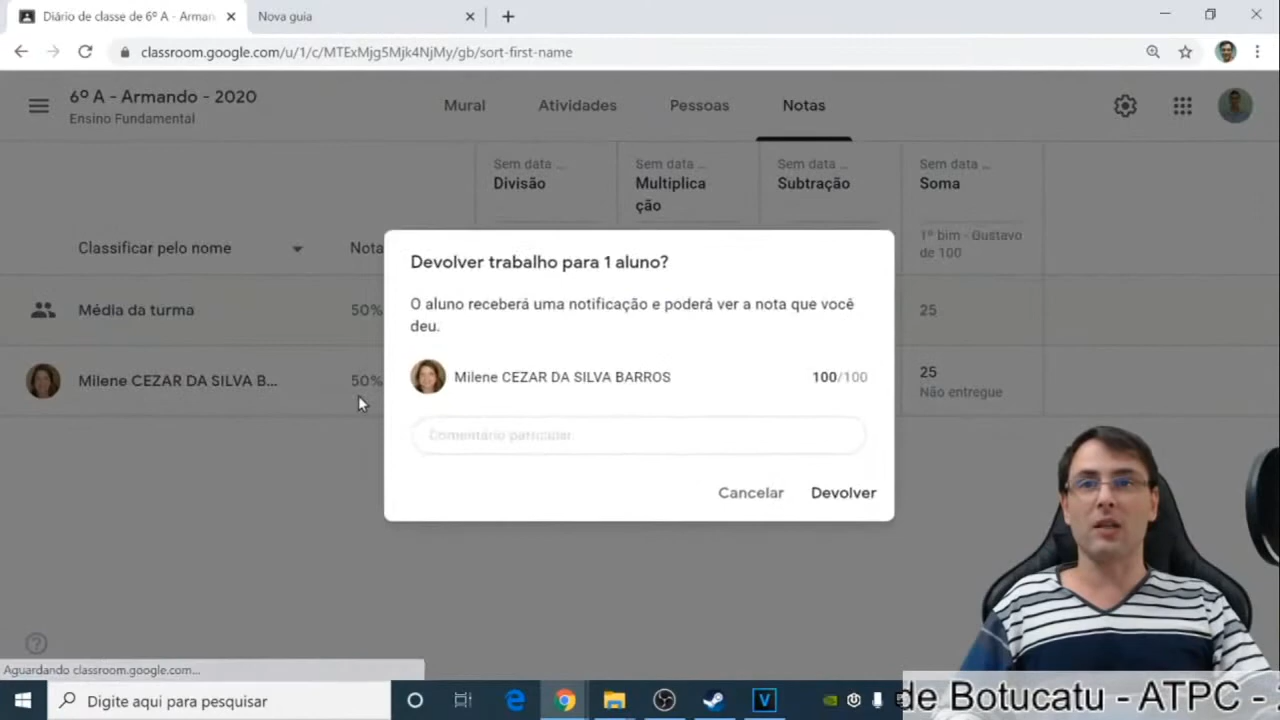 Diário de classe de 6º A - Arman
Nova guia
classroom.google.com/u/1/c/MTExMjg5Mjk4NjMy/gb/sort-first-name
6º A - Armando - 2020
Ensino Fundamental
Mural
Atividades
Pessoas
Notas
Sem data ...
Divisão
Sem data ...
Multiplica
ção
Sem data ...
Subtração
Sem data ...
Soma
1º bim - Gustavo
de 100
Classificar pelo nome
Nota
Média da turma
50%
25
Milene CEZAR DA SILVA B...
50%
25
Não entregue
Devolver trabalho para 1 aluno?
O aluno receberá uma notificação e poderá ver a nota que você
deu.
Milene CEZAR DA SILVA BARROS
100/100
Comentário particular...
Cancelar
Devolver
Aguardando classroom.google.com...
Digite aqui para pesquisar
de Botucatu - ATPC -